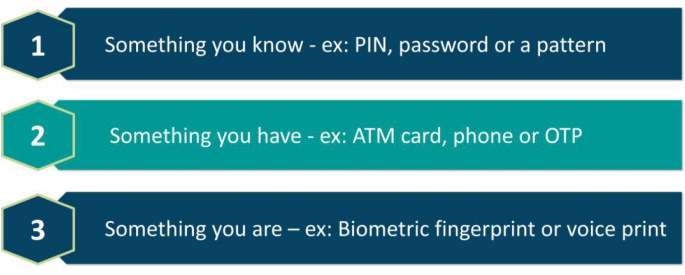 1
Something you know - ex: PIN, password or a pattern
2
Something you have - ex: ATM card, phone or OTP
3
Something you are – ex: Biometric fingerprint or voice print